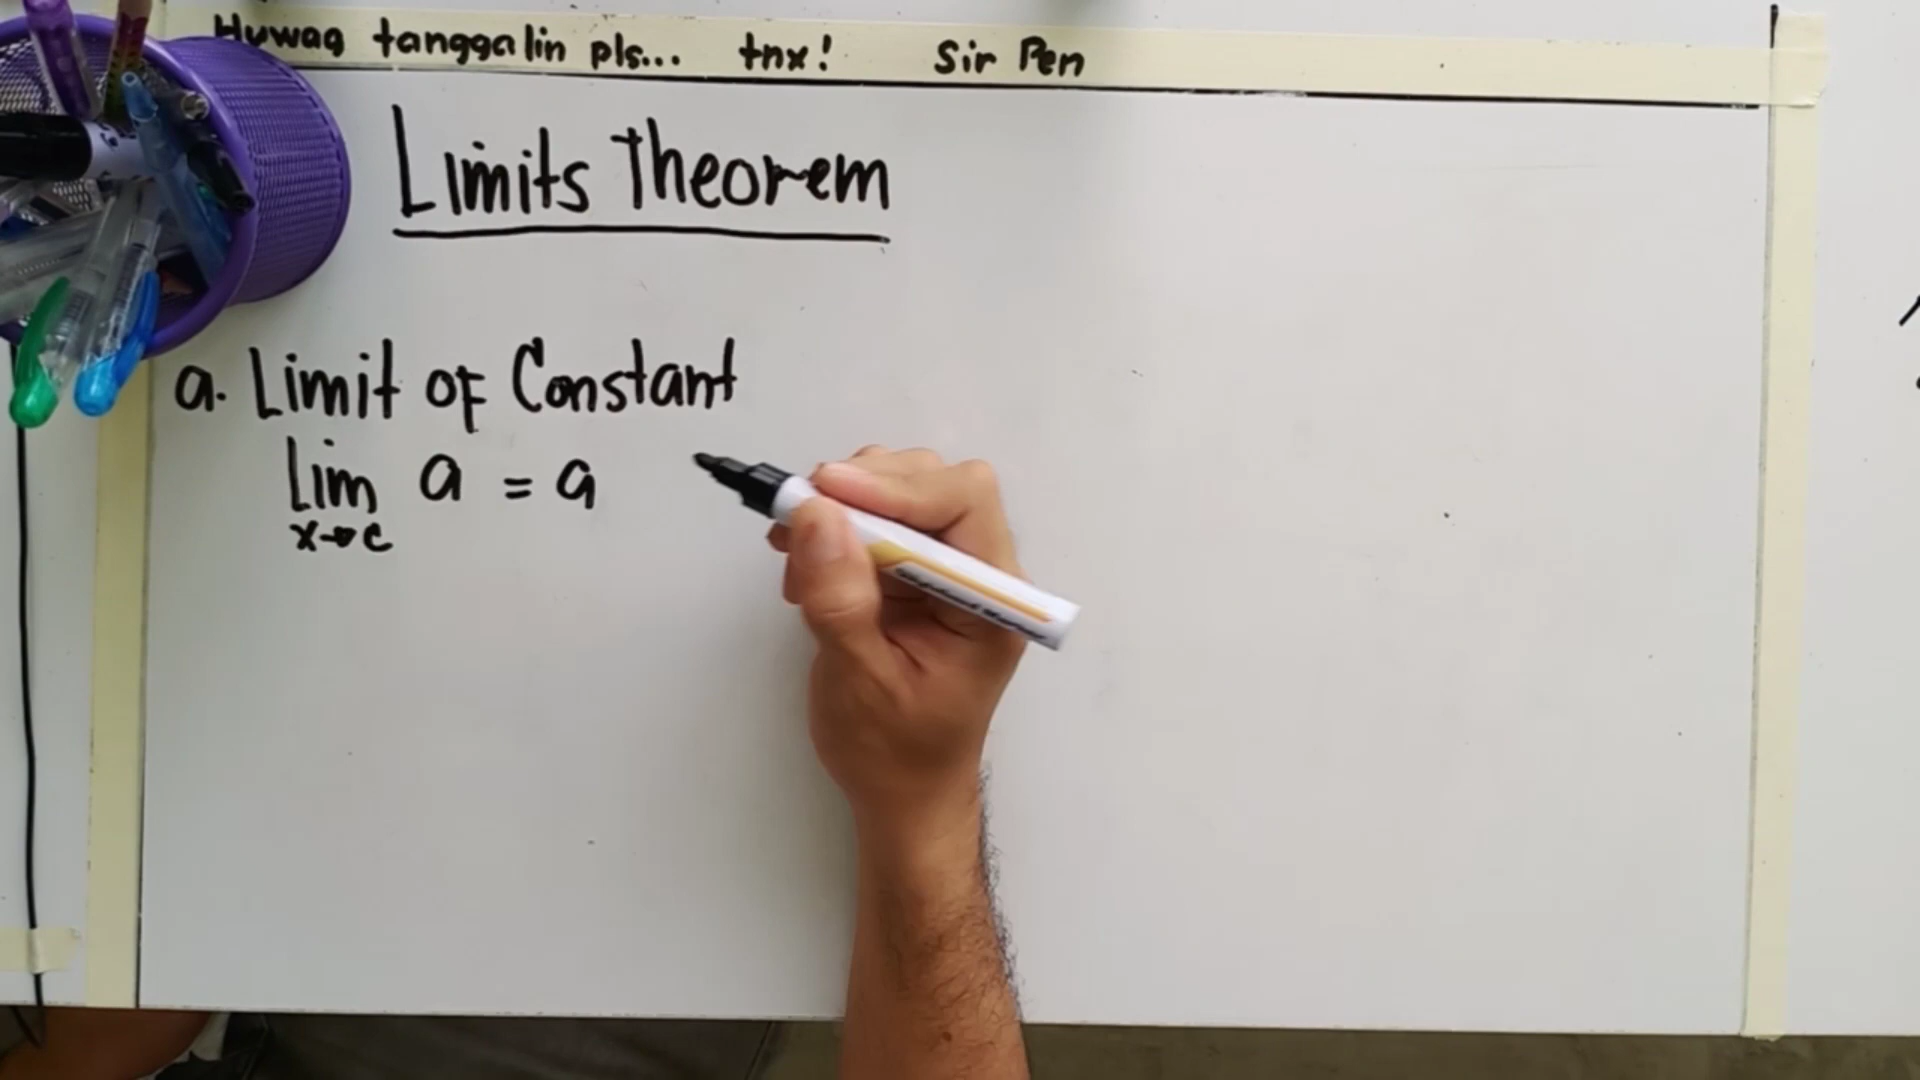 Huwag tanggalin pls... tnx! Sir Pen
Limits Theorem
a. Limit of Constant
Lim a = a
x→c